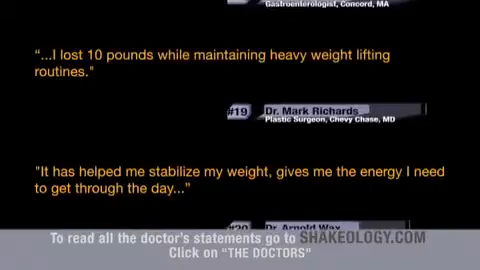 Gastroenterologist, Concord, MA
“...I lost 10 pounds while maintaining heavy weight lifting
routines."
#19 Dr. Mark Richards
Plastic Surgeon, Chevy Chase, MD
"It has helped me stabilize my weight, gives me the energy I need
to get through the day...”
#20 Dr. Arnold Wax
To read all the doctor's statements go to SHAKEOLOGY.COM
Click on "THE DOCTORS"